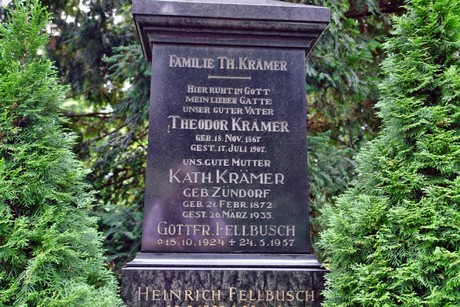 FAMILIE TH. KRÄMER
HIER RUHT IN GOTT
MEIN LIEBER GATTE
UNSER GUTER VATER
THEODOR KRÄMER
GEB. 18. NOV. 1867
GEST. 17. JULI 1907.
UNS. GUTE MUTTER
KATH. KRÄMER
GEB. ZÜNDORF
GEB. 21. FEBR. 1872
GEST. 26 MÄRZ 1935.
GOTTFR. FELLBUSCH
*18.10.1924 + 24.3.1937
HEINRICH FELLBUSCH